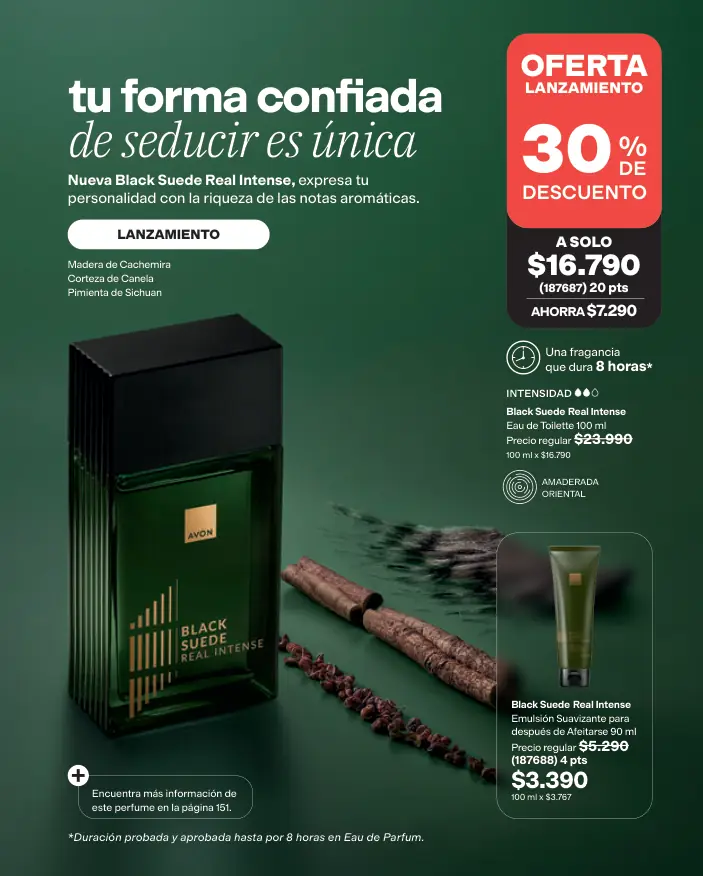 tu forma confiada
de seducir es única
Nueva Black Suede Real Intense, expresa tu
personalidad con la riqueza de las notas aromáticas.
LANZAMIENTO
Madera de Cachemira
Corteza de Canela
Pimienta de Sichuan
OFERTA
LANZAMIENTO
30 % DE
DESCUENTO
A SOLO
$16.790
(187687) 20 pts
AHORRA $7.290
Una fragancia
que dura 8 horas*
INTENSIDAD
Black Suede Real Intense
Eau de Toilette 100 ml
Precio regular $23.990
100 ml x $16.790
AMADERADA
ORIENTAL
AVON
BLACK
SUEDE
REAL INTENSE
Black Suede Real Intense
Emulsión Suavizante para
después de Afeitarse 90 ml
Precio regular $5.290
(187688) 4 pts
$3.390
100 ml x $3.767
Encuentra más información de
este perfume en la página 151.
*Duración probada y aprobada hasta por 8 horas en Eau de Parfum.